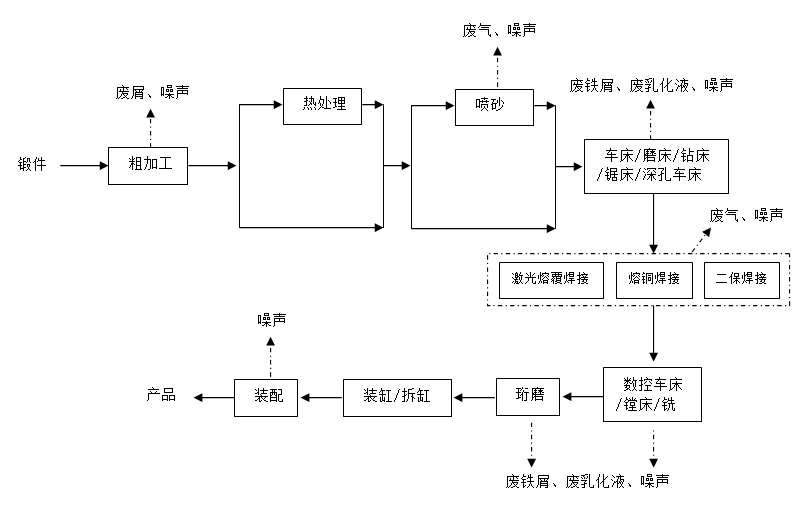 废气、噪声
废屑、噪声
热处理
喷砂
废铁屑、废乳化液、噪声
锻件
粗加工
车床/磨床/钻床
/锯床/深孔车床
废气、噪声
激光熔覆焊接
熔铜焊接
二保焊接
噪声
产品
装配
装缸/拆缸
珩磨
数控车床
/镗床/铣
废铁屑、废乳化液、噪声